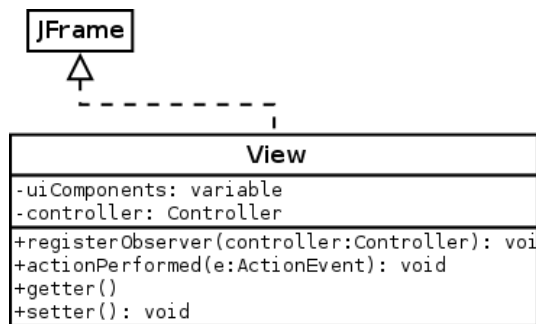 JFrame
View
-uiComponents: variable
-controller: Controller
+registerObserver(controller:Controller): voi
+actionPerformed(e:ActionEvent): void
+getter()
+setter(): void